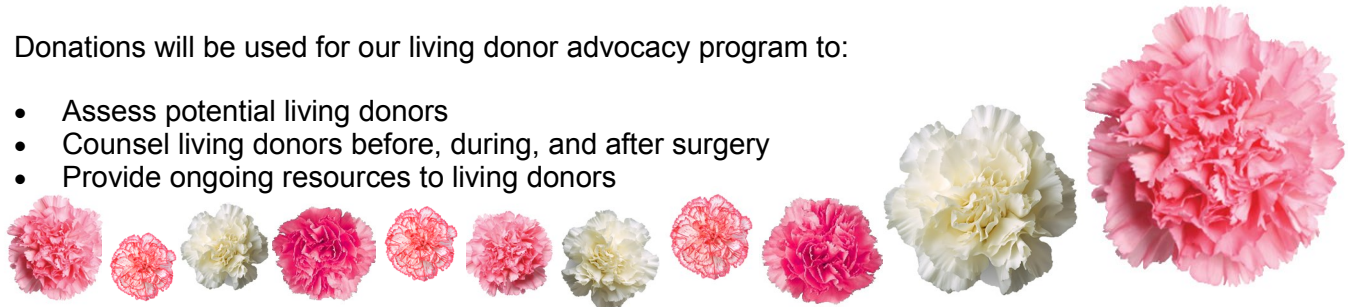 Donations will be used for our living donor advocacy program to:
• Assess potential living donors
• Counsel living donors before, during, and after surgery
• Provide ongoing resources to living donors